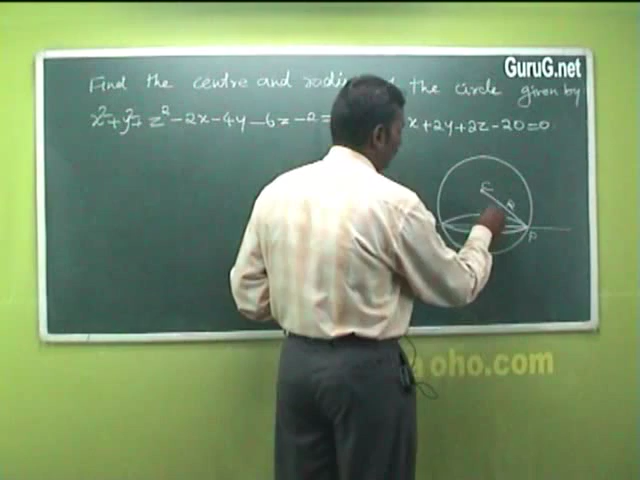 GuruG.net
Find the centre and the circle given by
x²+y²+z²-2x-4y-6z-2= x+2y+2z-20=0
C
R
P
oho.com